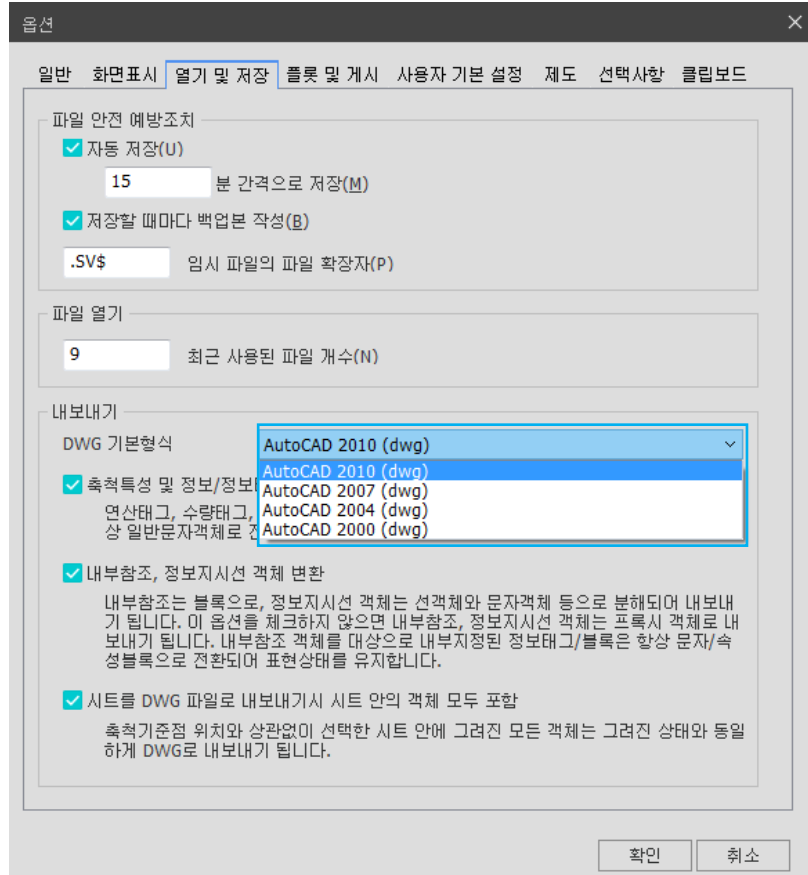 옵션
일반 화면표시 열기 및 저장 플롯 및 게시 사용자 기본 설정 제도 선택사항 클립보드
파일 안전 예방조치
자동 저장(U)
15 분 간격으로 저장(M)
저장할 때마다 백업본 작성(B)
.SV$ 임시 파일의 파일 확장자(P)
파일 열기
9 최근 사용된 파일 개수(N)
내보내기
DWG 기본형식 AutoCAD 2010 (dwg)
AutoCAD 2010 (dwg)
AutoCAD 2007 (dwg)
AutoCAD 2004 (dwg)
AutoCAD 2000 (dwg)
축척특성 및 정보/정보
연산태그, 수량태그,
상 일반문자객체로
내부참조, 정보지시선 객체 변환
내부참조는 블록으로, 정보지시선 객체는 선객체와 문자객체 등으로 분해되어 내보내
기 됩니다. 이 옵션을 체크하지 않으면 내부참조, 정보지시선 객체는 프록시 객체로 내
보내기 됩니다. 내부참조 객체를 대상으로 내부지정된 정보태그/블록은 항상 문자/속
성블록으로 전환되어 표현상태를 유지합니다.
시트를 DWG 파일로 내보내기시 시트 안의 객체 모두 포함
축척기준점 위치와 상관없이 선택한 시트 안에 그려진 모든 객체는 그려진 상태와 동일
하게 DWG로 내보내기 됩니다.
확인 취소